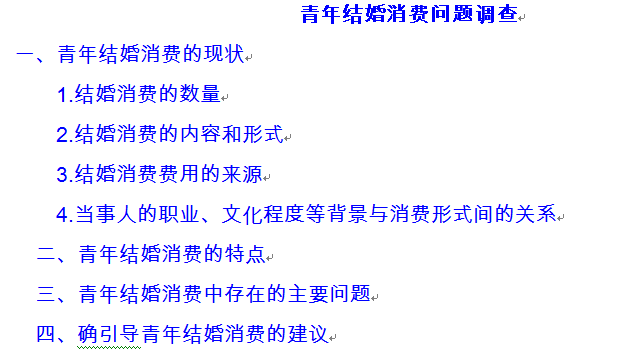 青年结婚消费问题调查
一、青年结婚消费的现状
1.结婚消费的数量
2.结婚消费的内容和形式
3.结婚消费费用的来源
4.当事人的职业、文化程度等背景与消费形式间的关系
二、青年结婚消费的特点
三、青年结婚消费中存在的主要问题
四、确引导青年结婚消费的建议